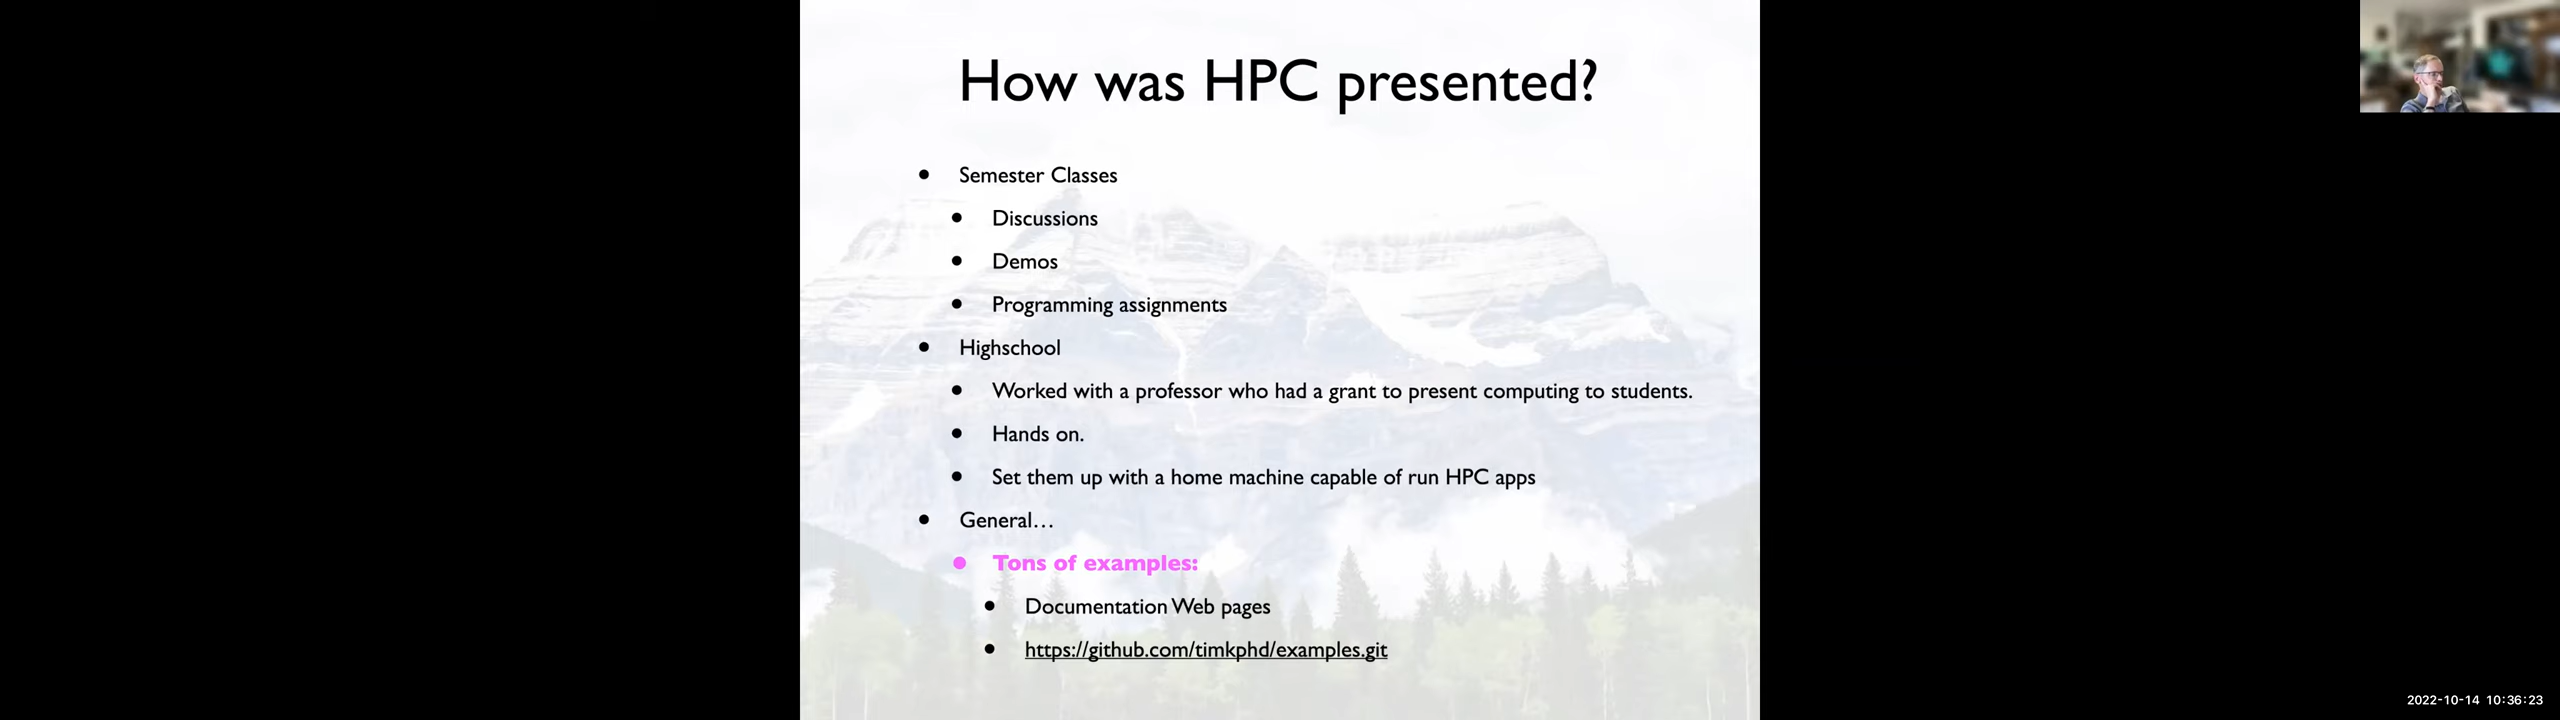 How was HPC presented?
Semester Classes
Discussions
Demos
Programming assignments
Highschool
Worked with a professor who had a grant to present computing to students.
Hands on.
Set them up with a home machine capable of run HPC apps
General…
Tons of examples:
Documentation Web pages
https://github.com/timkphd/examples.git
2022-10-14 10:36:23